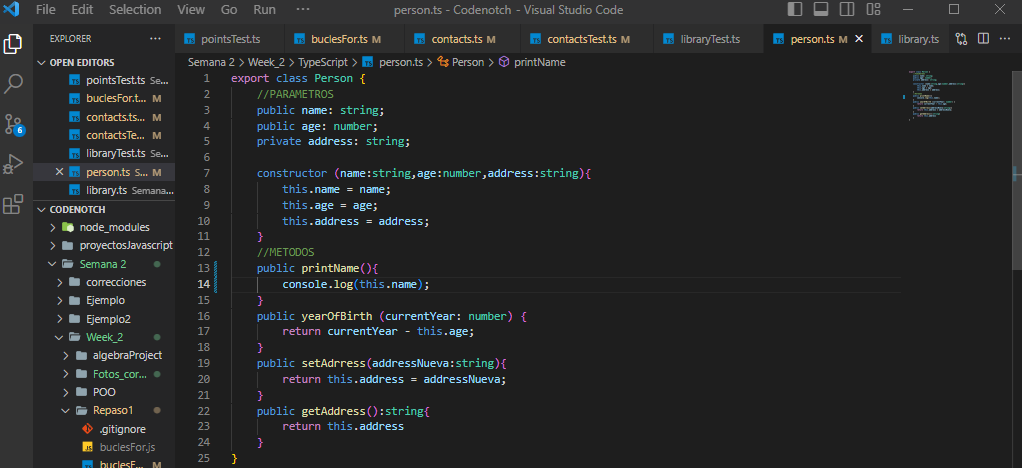 File Edit Selection View Go Run ··· person.ts - Codenotch - Visual Studio Code
EXPLORER ···
pointsTest.ts buclesFor.ts M contacts.ts M contactsTest.ts M libraryTest.ts person.ts M library.ts
OPEN EDITORS
pointsTest.ts Se...
buclesFor.t... M
contacts.ts... M
contactsTe... M
libraryTest.ts Se...
person.ts S... M
library.ts Semana...
6
CODENOTCH
node_modules
proyectosJavascript
Semana 2
correcciones
Ejemplo
Ejemplo2
Week_2
algebraProject
Fotos_cor...
POO
Repaso1
.gitignore
buclesFor.js
buclesF... M
Semana 2 > Week_2 > TypeScript > person.ts > Person > printName
1 export class Person {
2 //PARAMETROS
3 public name: string;
4 public age: number;
5 private address: string;
6
7 constructor (name:string,age:number,address:string){
8 this.name = name;
9 this.age = age;
10 this.address = address;
11 }
12 //METODOS
13 public printName(){
14 console.log(this.name);
15 }
16 public yearOfBirth (currentYear: number) {
17 return currentYear - this.age;
18 }
19 public setAdrress(addressNueva:string){
20 return this.address = addressNueva;
21 }
22 public getAddress():string{
23 return this.address
24 }
25 }